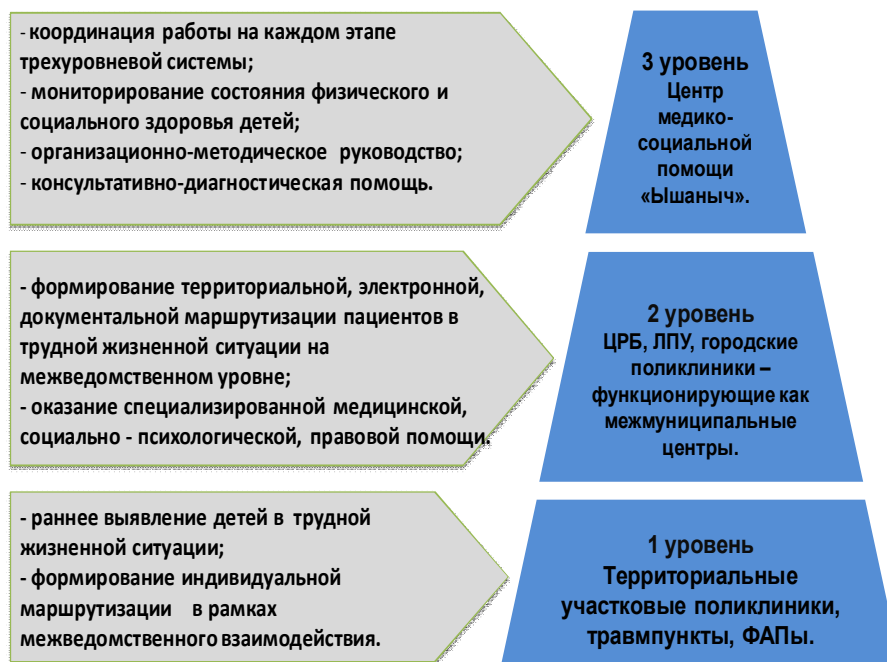 - координация работы на каждом этапе
трехуровневой системы;
- мониторирование состояния физического и
социального здоровья детей;
- организационно-методическое руководство;
- консультативно-диагностическая помощь.
3 уровень
Центр
медико-
социальной
помощи
«Ышаныч».
- формирование территориальной, электронной,
документальной маршрутизации пациентов в
трудной жизненной ситуации на
межведомственном уровне;
- оказание специализированной медицинской,
социально - психологической, правовой помощи.
2 уровень
ЦРБ, ЛПУ, городские
поликлиники –
функционирующие как
межмуниципальные
центры.
- раннее выявление детей в трудной
жизненной ситуации;
- формирование индивидуальной
маршрутизации в рамках
межведомственного взаимодействия.
1 уровень
Территориальные
участковые поликлиники,
травмпункты, ФАПы.